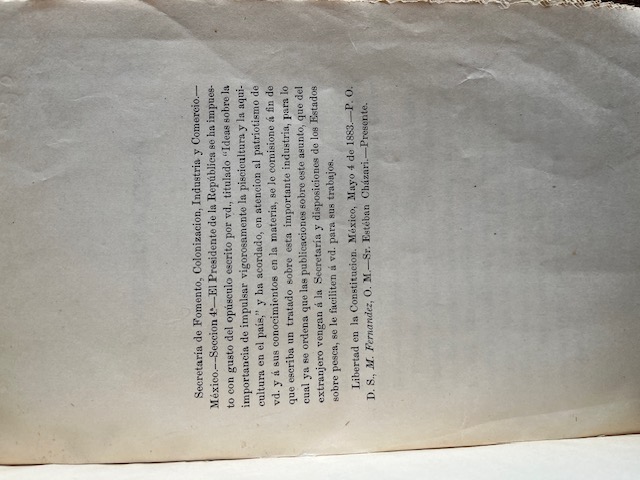 Secretaría de Fomento, Colonizacion, Industria y Comercio.—
México.—Seccion 4ª—El Presidente de la República se ha impues-
to con gusto del opúsculo escrito por vd., titulado "Ideas sobre la
importancia de impulsar vigorosamente la piscicultura y la aqui-
cultura en el país," y ha acordado, en atencion al patriotismo de
vd. y á sus conocimientos en la materia, se le comisione á fin de
que escriba un tratado sobre esta importante industria, para lo
cual ya se ordena que las publicaciones sobre este asunto, que del
extranjero vengan á la Secretaría y disposiciones de los Estados
sobre pesca, se le faciliten á vd. para sus trabajos.
Libertad en la Constitucion. México, Mayo 4 de 1883.—P. O.
D. S., M. Fernandez, O. M.—Sr. Estéban Cházari.—Presente.